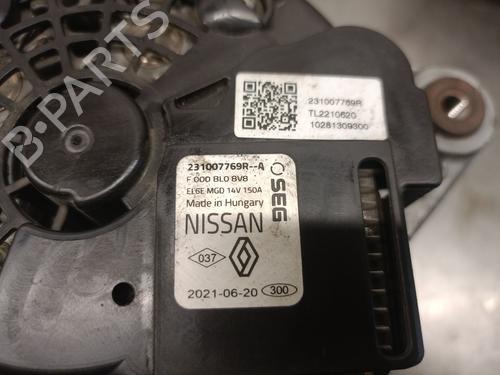 231007769R
TL2210620
10281309300
231007769R--A
F 000 BL0 8V8
EL6E MGD 14V 150A
Made in Hungary
SEG
NISSAN
037
2021-06-20 300
B-Parts